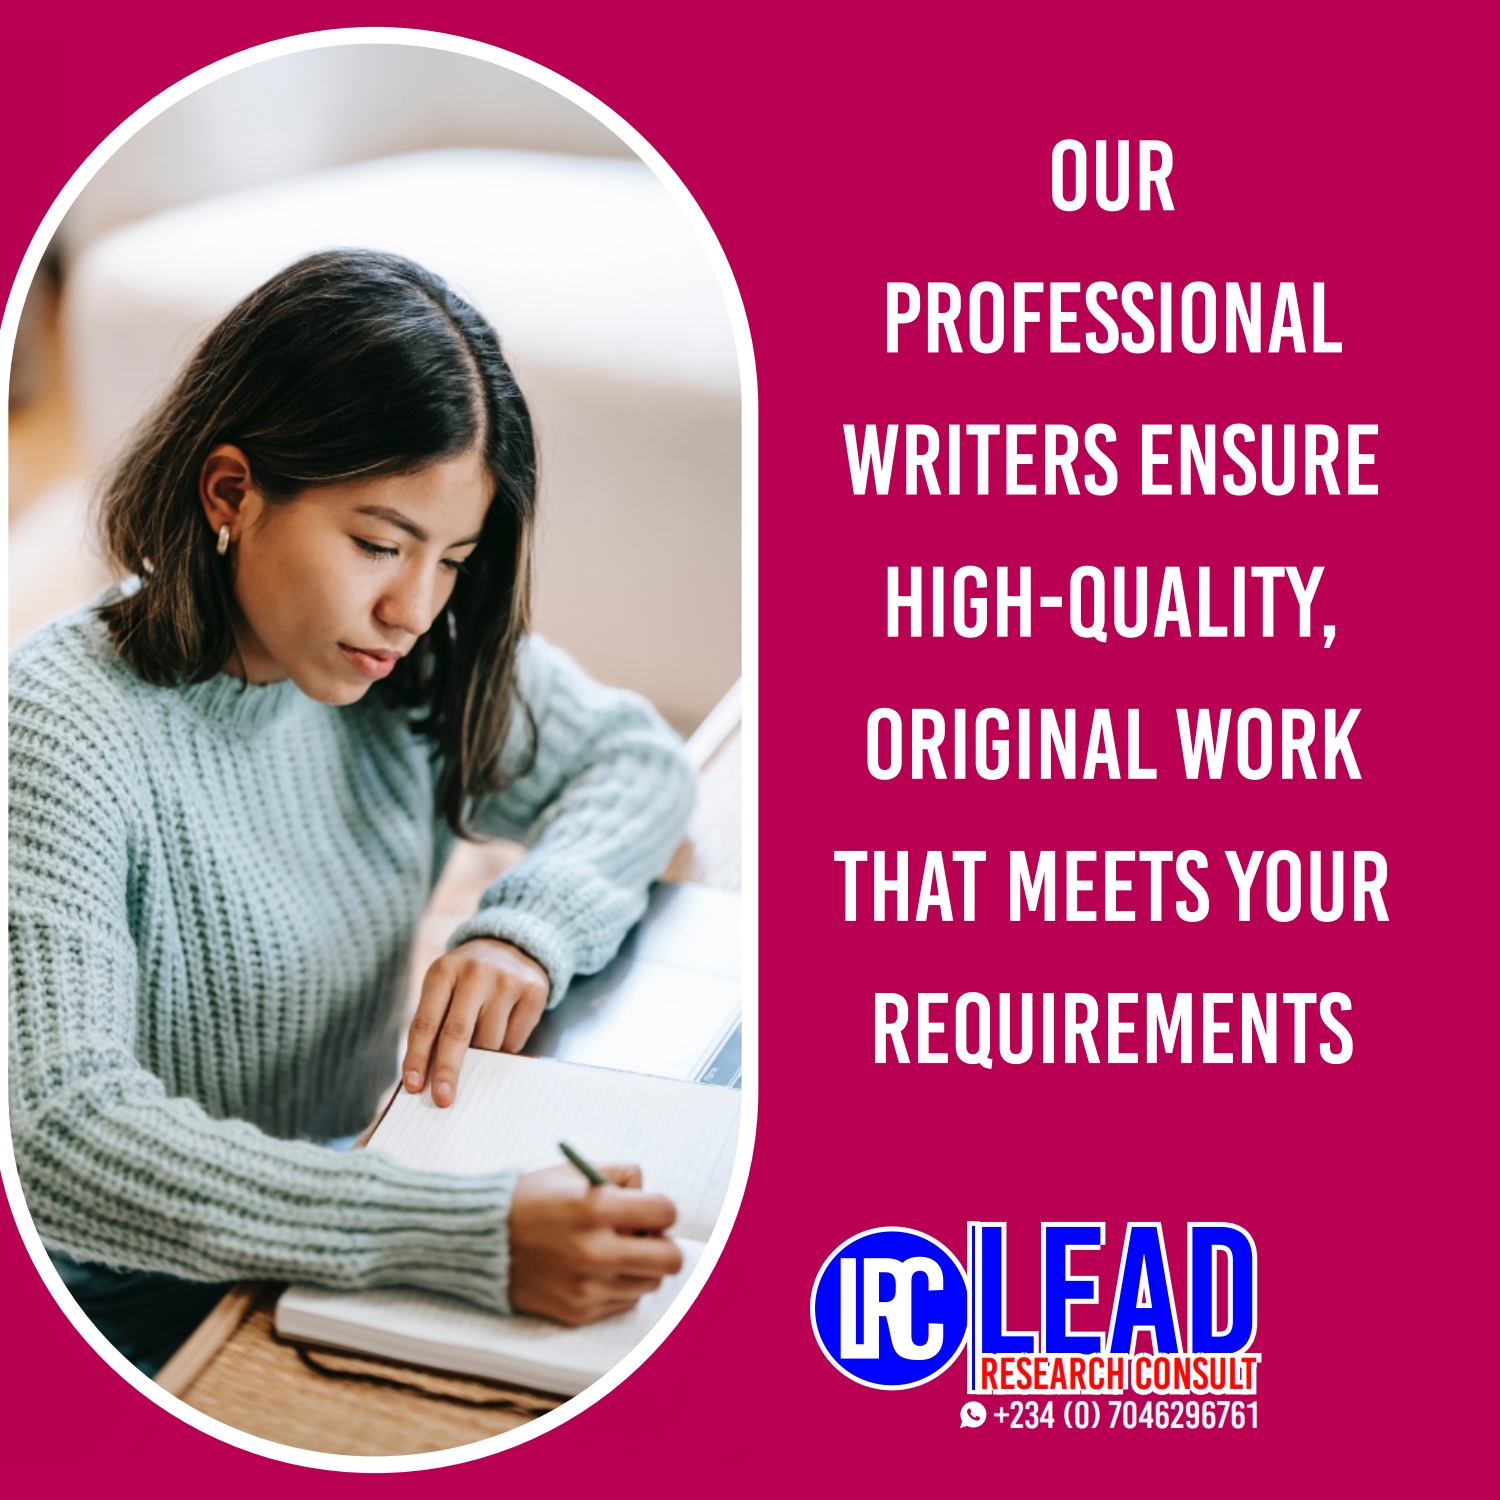 OUR
PROFESSIONAL
WRITERS ENSURE
HIGH-QUALITY,
ORIGINAL WORK
THAT MEETS YOUR
REQUIREMENTS
LRC LEAD
RESEARCH CONSULT
+234 (0) 7046296761